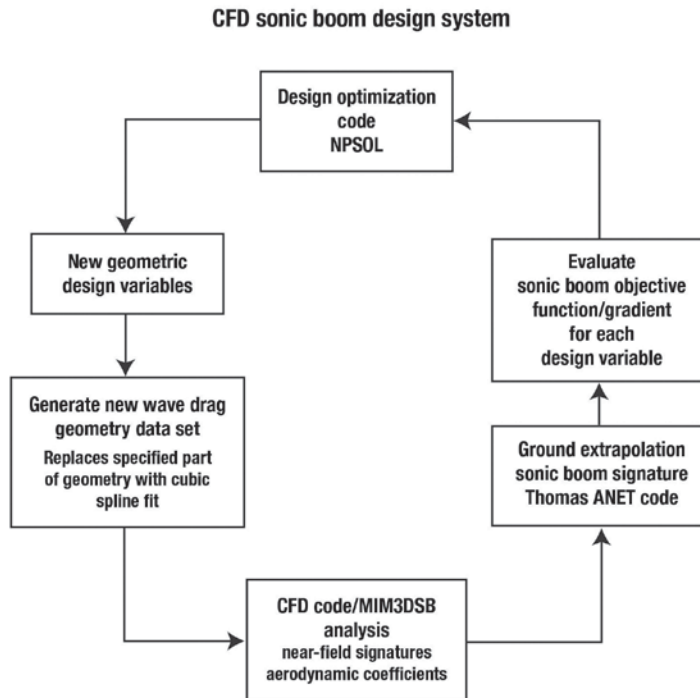 CFD sonic boom design system
Design optimization
code
NPSOL
New geometric
design variables
Generate new wave drag
geometry data set
Replaces specified part
of geometry with cubic
spline fit
CFD code/MIM3DSB
analysis
near-field signatures
aerodynamic coefficients
Ground extrapolation
sonic boom signature
Thomas ANET code
Evaluate
sonic boom objective
function/gradient
for each
design variable